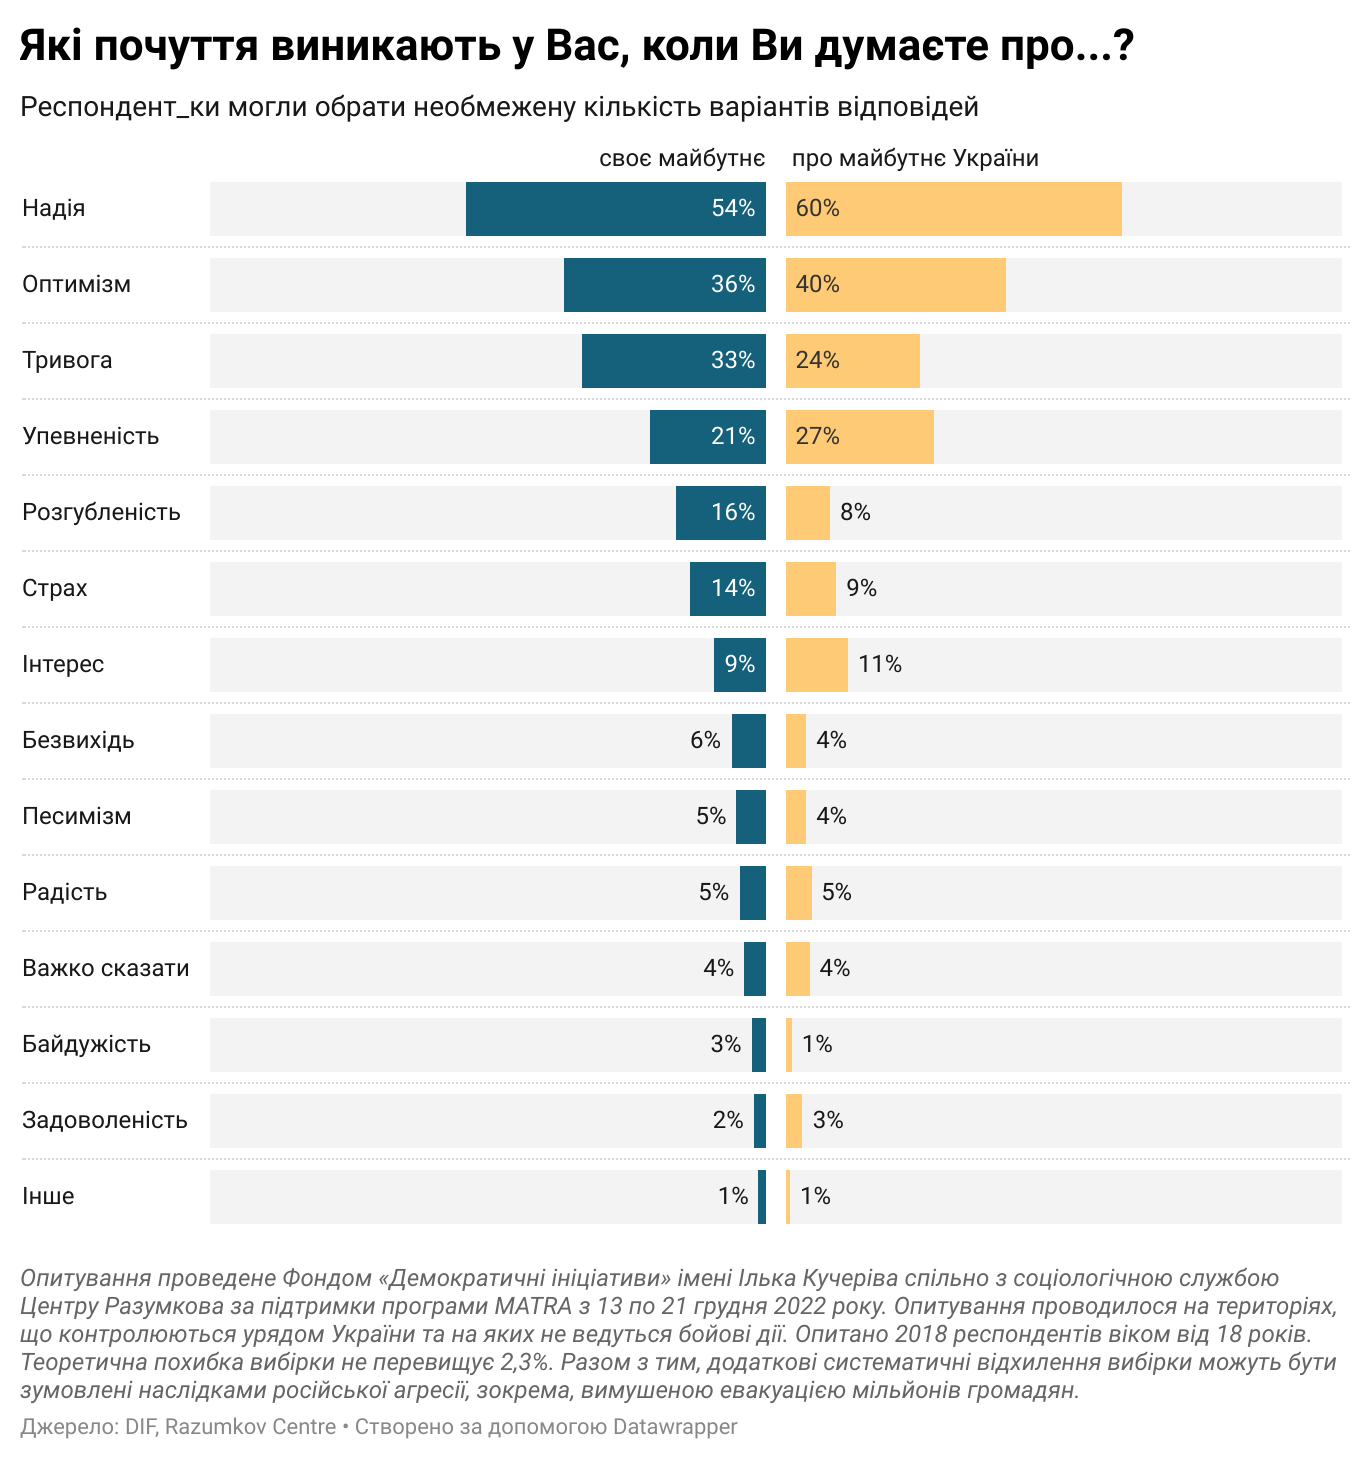 Які почуття виникають у Вас, коли Ви думаєте про...?
Респондент_ки могли обрати необмежену кількість варіантів відповідей
своє майбутнє про майбутнє України
Надія 54% 60%
Оптимізм 36% 40%
Тривога 33% 24%
Упевненість 21% 27%
Розгубленість 16% 8%
Страх 14% 9%
Інтерес 9% 11%
Безвихідь 6% 4%
Песимізм 5% 4%
Радість 5% 5%
Важко сказати 4% 4%
Байдужість 3% 1%
Задоволеність 2% 3%
Інше 1% 1%
Опитування проведене Фондом «Демократичні ініціативи» імені Ілька Кучеріва спільно з соціологічною службою
Центру Разумкова за підтримки програми MATRA з 13 по 21 грудня 2022 року. Опитування проводилося на територіях,
що контролюються урядом України та на яких не ведуться бойові дії. Опитано 2018 респондентів віком від 18 років.
Теоретична похибка вибірки не перевищує 2,3%. Разом з тим, додаткові систематичні відхилення вибірки можуть бути
зумовлені наслідками російської агресії, зокрема, вимушеною евакуацією мільйонів громадян.
Джерело: DIF, Razumkov Centre • Створено за допомогою Datawrapper